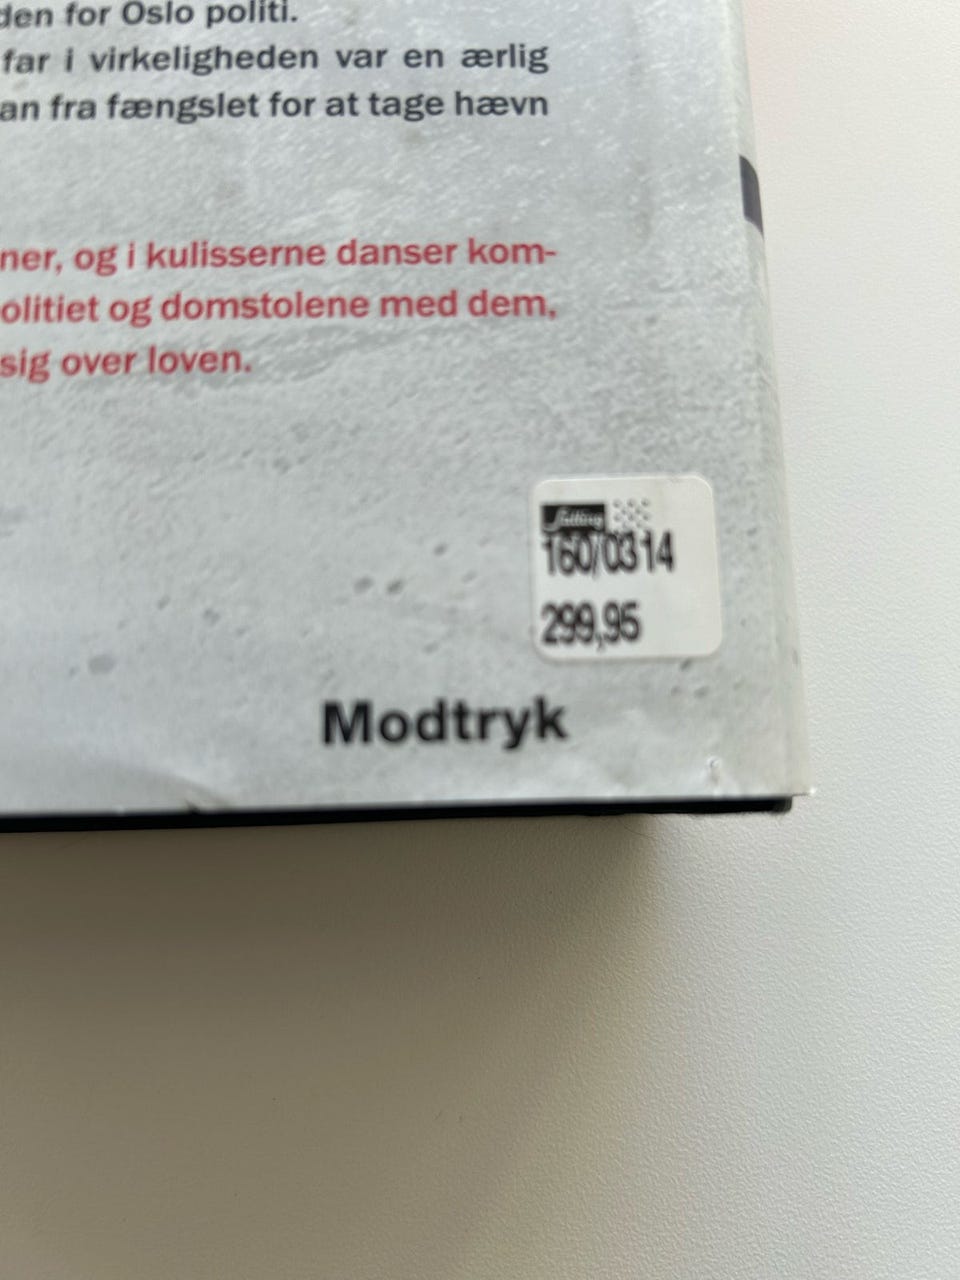 den for Oslo politi.
far i virkeligheden var en ærlig
an fra fængslet for at tage hævn
ner, og i kulisserne danser kom-
olitiet og domstolene med dem,
sig over loven.
Salling
160/0314
299,95
Modtryk